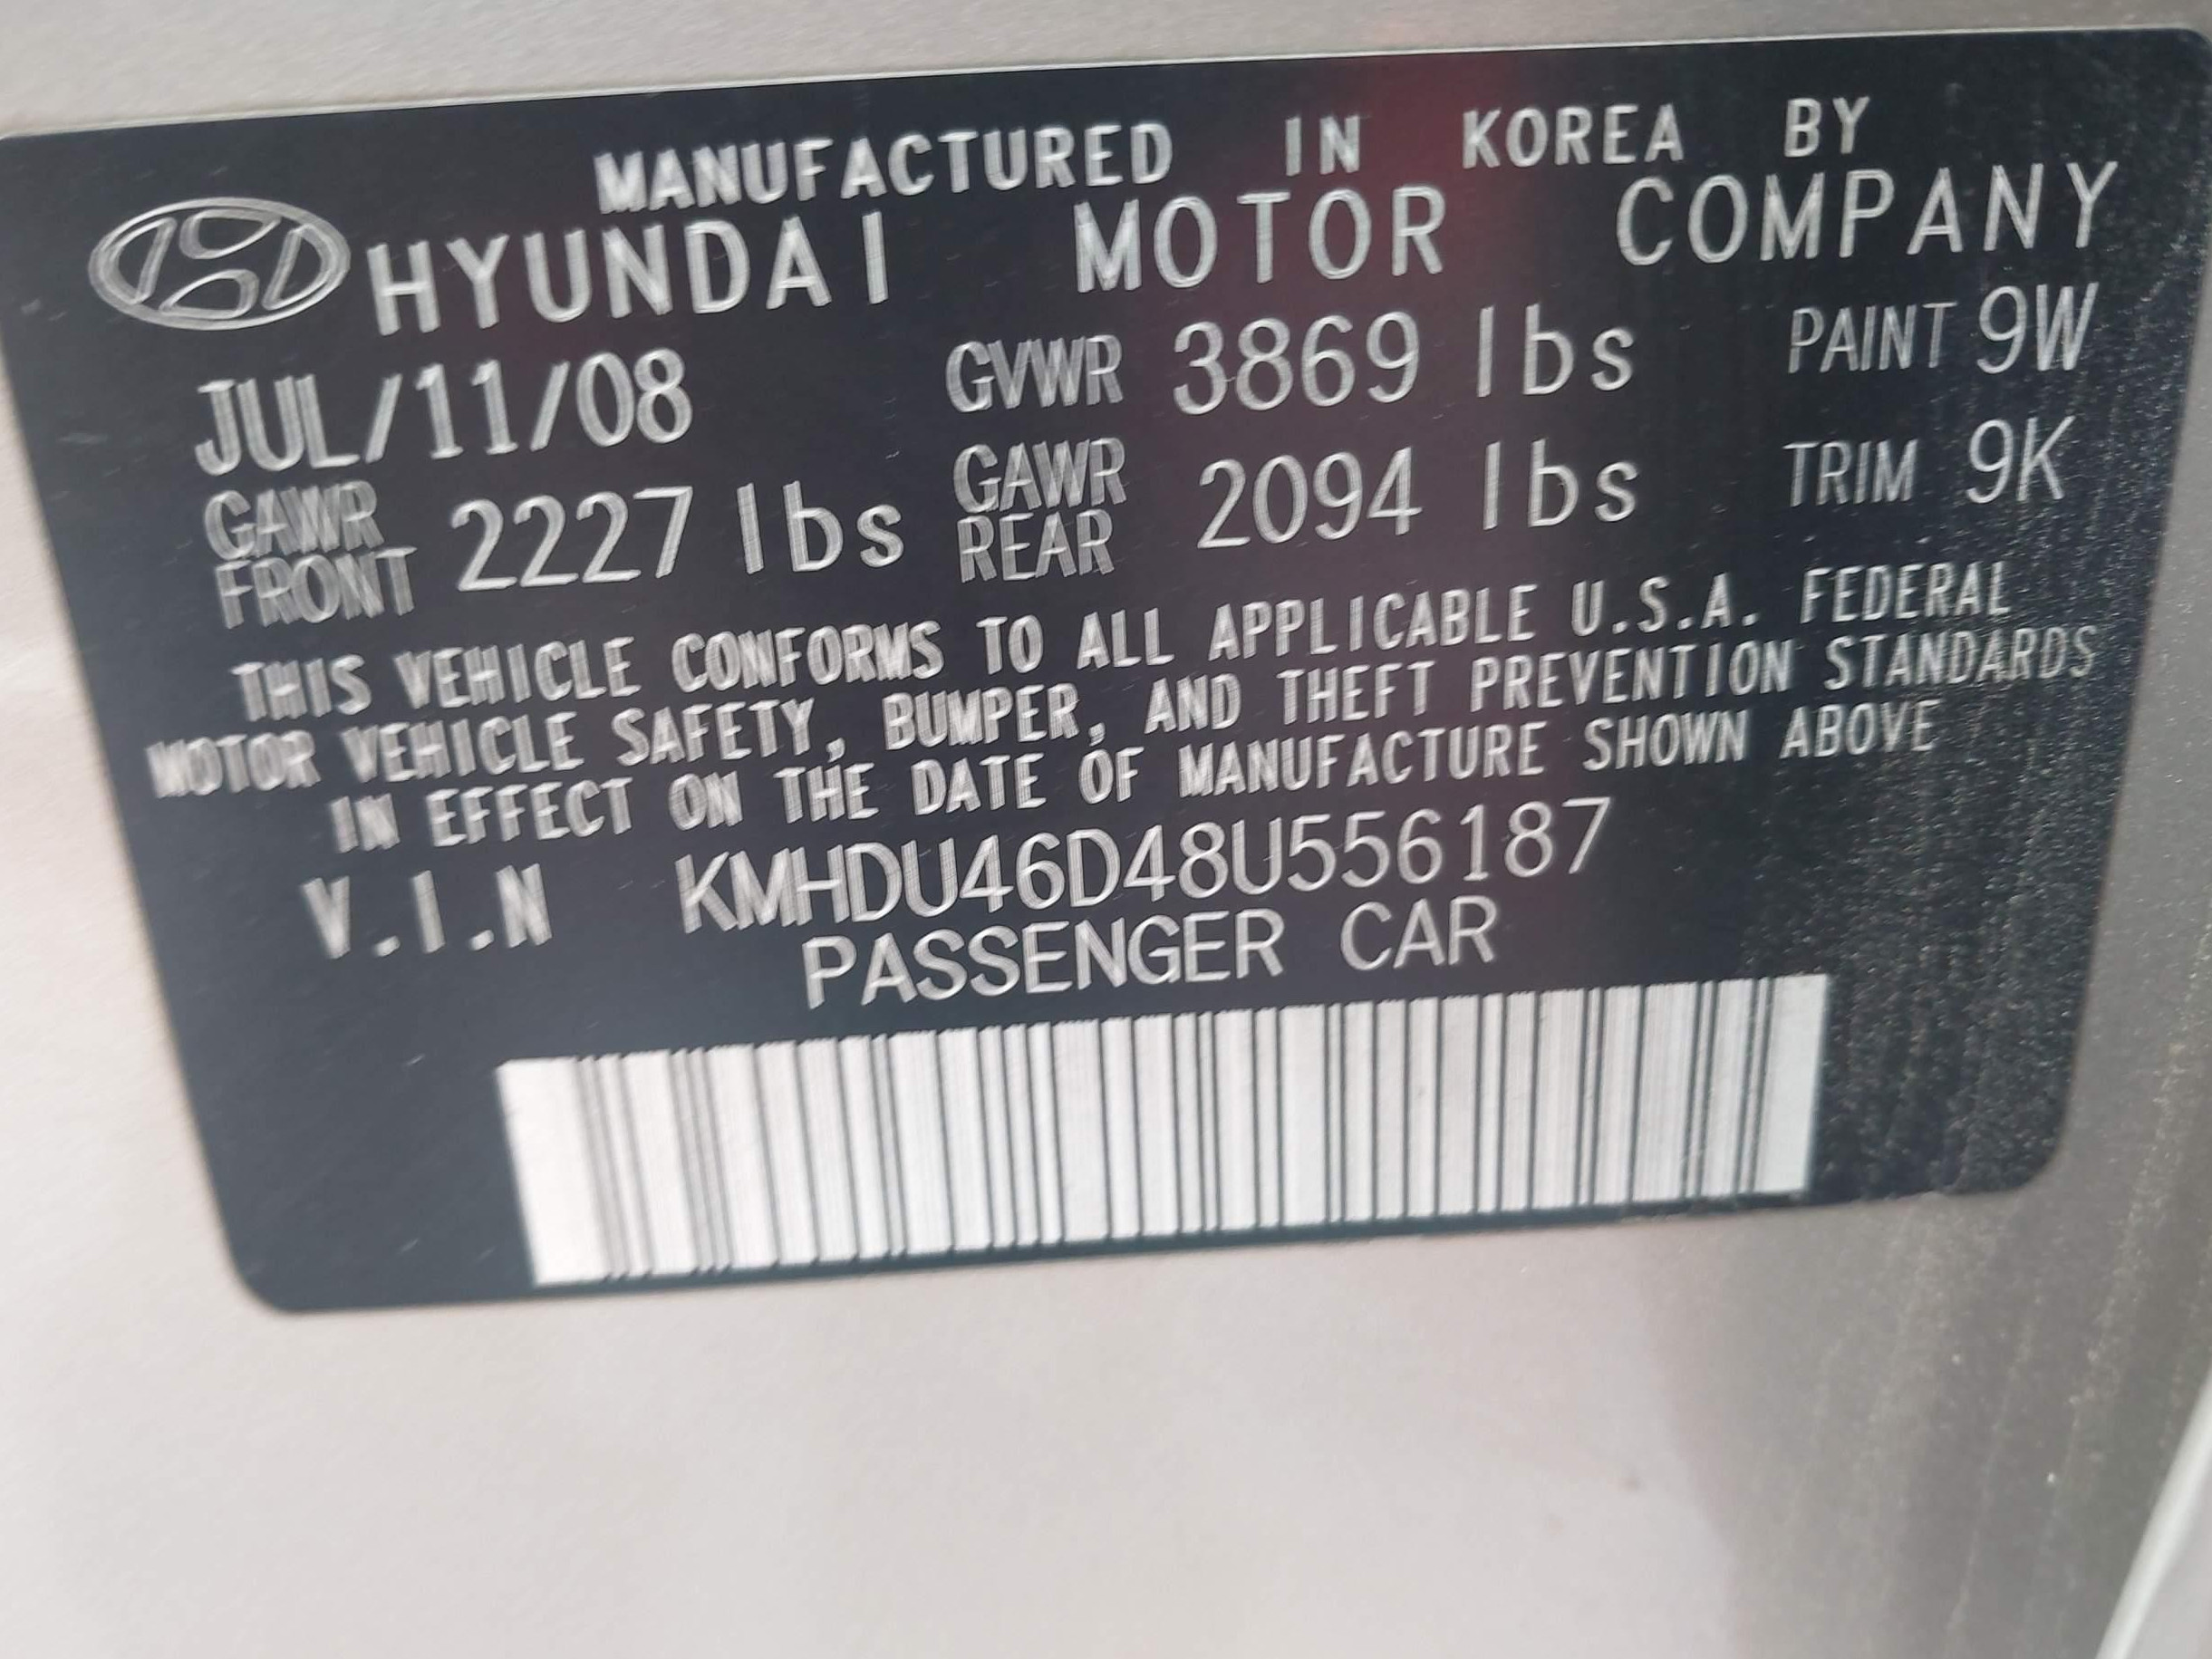 MANUFACTURED IN KOREA BY
HYUNDAI MOTOR COMPANY
JUL/11/08 GVWR 3869 lbs PAINT 9W
GAWR FRONT 2227 lbs GAWR REAR 2094 lbs TRIM 9K
THIS VEHICLE CONFORMS TO ALL APPLICABLE U.S.A. FEDERAL
MOTOR VEHICLE SAFETY, BUMPER, AND THEFT PREVENTION STANDARDS
IN EFFECT ON THE DATE OF MANUFACTURE SHOWN ABOVE
V.I.N KMHDU46D48U556187
PASSENGER CAR